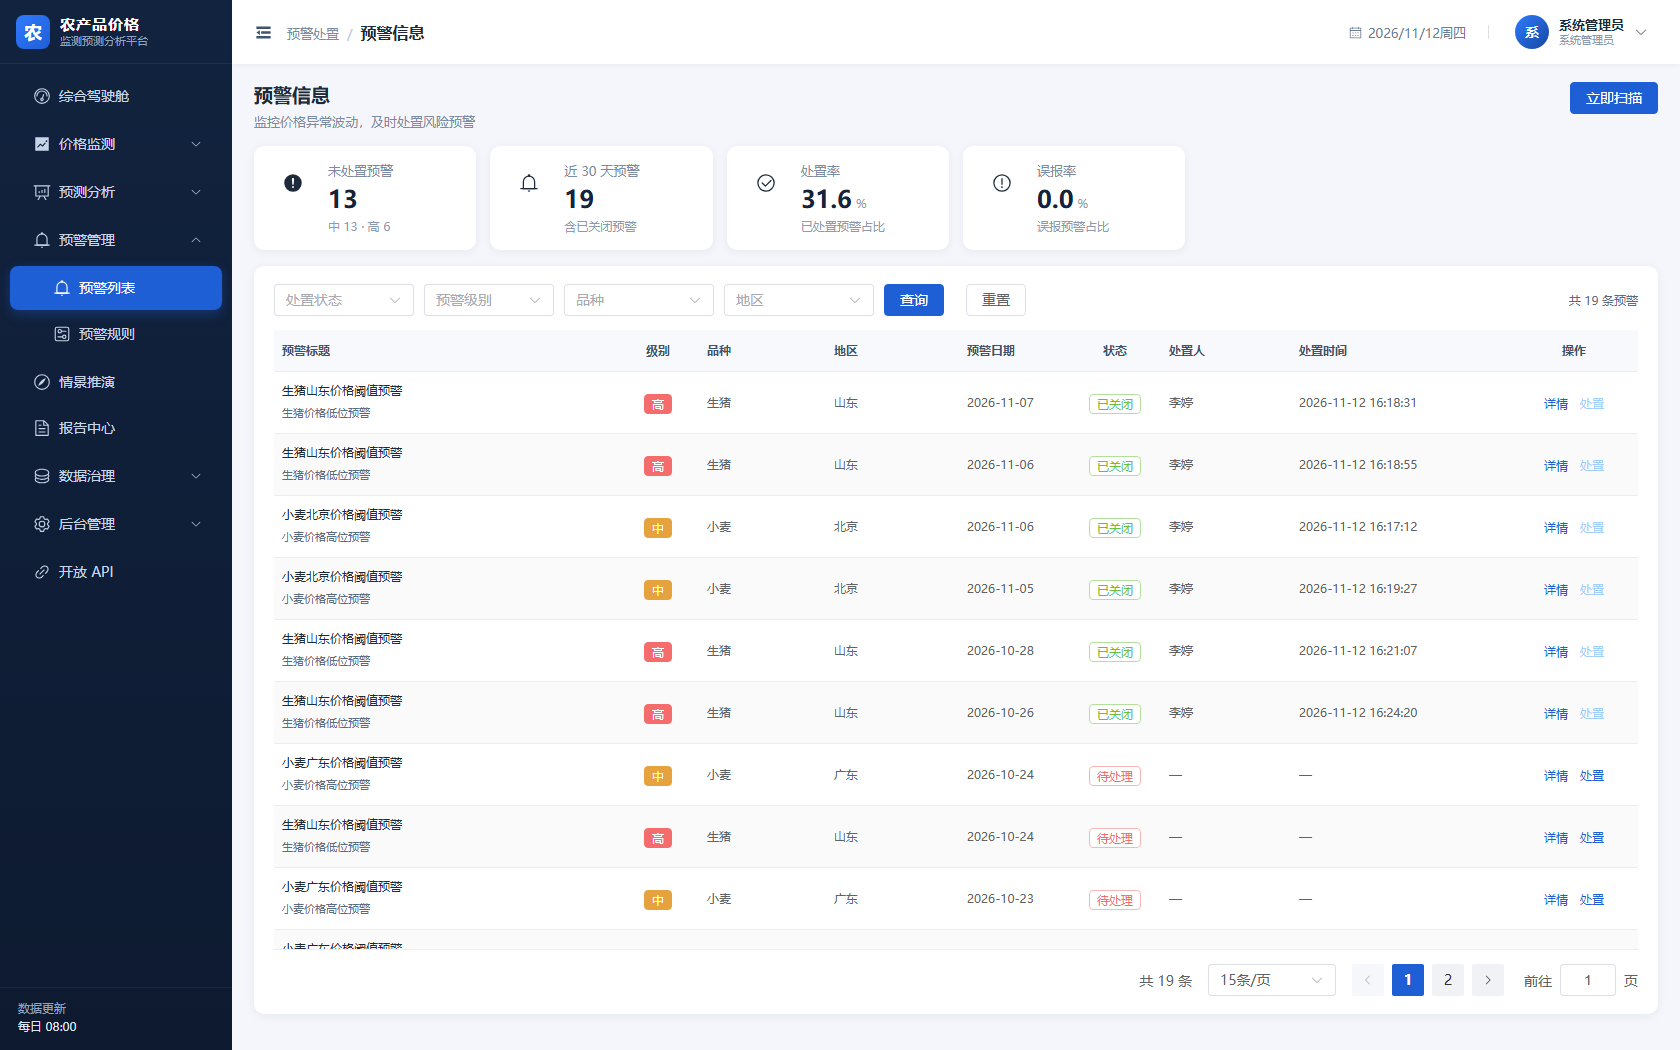 农
农产品价格
监测预测分析平台
综合驾驶舱
价格监测
预测分析
预警管理
预警列表
预警规则
情景推演
报告中心
数据治理
后台管理
开放 API
数据更新
每日 08:00
预警处置 / 预警信息
2026/11/12周四
系
系统管理员
系统管理员
预警信息
监控价格异常波动，及时处置风险预警
立即扫描
未处置预警
13
中 13 · 高 6
近 30 天预警
19
含已关闭预警
处置率
31.6 %
已处置预警占比
误报率
0.0 %
误报预警占比
处置状态 预警级别 品种 地区 查询 重置 共 19 条预警
预警标题 级别 品种 地区 预警日期 状态 处置人 处置时间 操作
生猪山东价格阈值预警
生猪价格低位预警
高 生猪 山东 2026-11-07 已关闭 李婷 2026-11-12 16:18:31 详情 处置
生猪山东价格阈值预警
生猪价格低位预警
高 生猪 山东 2026-11-06 已关闭 李婷 2026-11-12 16:18:55 详情 处置
小麦北京价格阈值预警
小麦价格高位预警
中 小麦 北京 2026-11-06 已关闭 李婷 2026-11-12 16:17:12 详情 处置
小麦北京价格阈值预警
小麦价格高位预警
中 小麦 北京 2026-11-05 已关闭 李婷 2026-11-12 16:19:27 详情 处置
生猪山东价格阈值预警
生猪价格低位预警
高 生猪 山东 2026-10-28 已关闭 李婷 2026-11-12 16:21:07 详情 处置
生猪山东价格阈值预警
生猪价格低位预警
高 生猪 山东 2026-10-26 已关闭 李婷 2026-11-12 16:24:20 详情 处置
小麦广东价格阈值预警
小麦价格高位预警
中 小麦 广东 2026-10-24 待处理 — — 详情 处置
生猪山东价格阈值预警
生猪价格低位预警
高 生猪 山东 2026-10-24 待处理 — — 详情 处置
小麦广东价格阈值预警
小麦价格高位预警
中 小麦 广东 2026-10-23 待处理 — — 详情 处置
小麦广东价格阈值预警
共 19 条 15条/页 1 2 前往 1 页